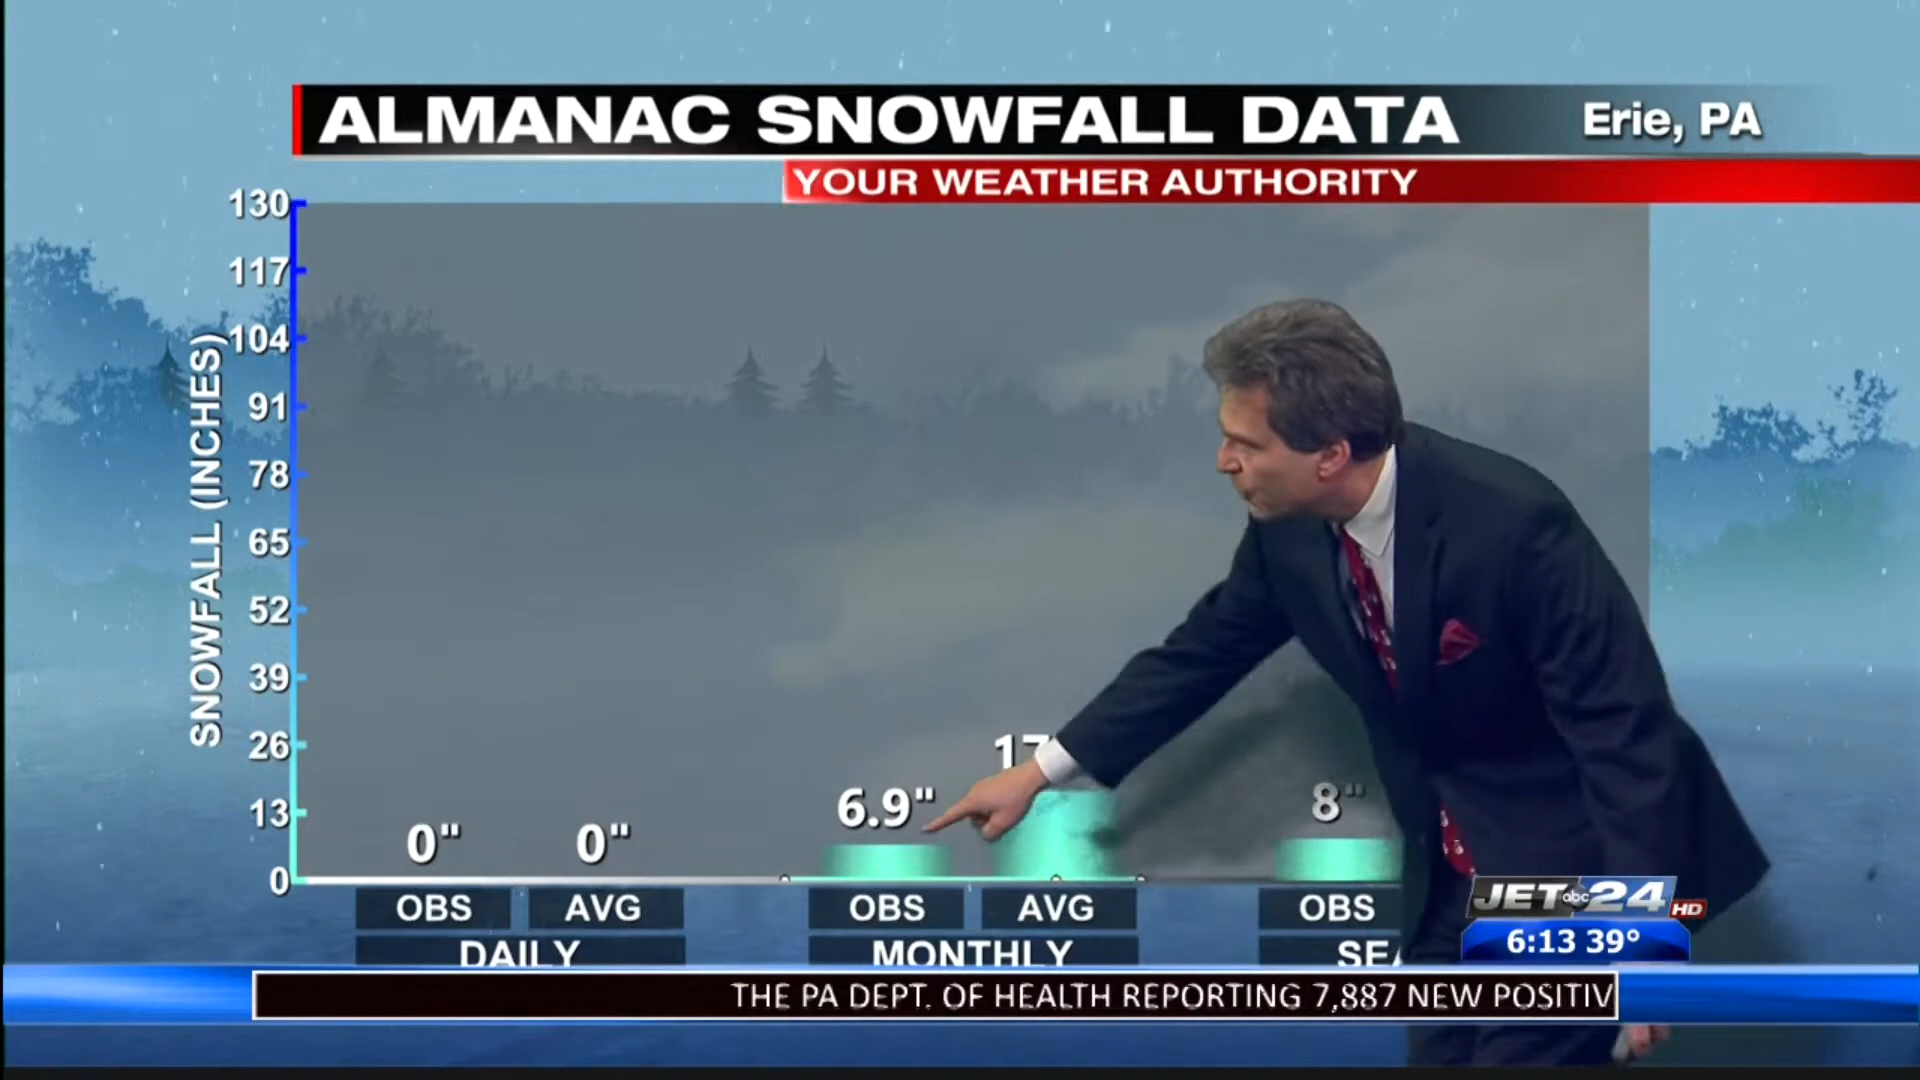 ALMANAC SNOWFALL DATA Erie, PA
YOUR WEATHER AUTHORITY
SNOWFALL (INCHES)
130
117
104
91
78
65
52
39
26
13
0
0" 0" 6.9" 17 8"
OBS AVG OBS AVG OBS
DAILY MONTHLY
JET abc 24 HD
6:13 39°
THE PA DEPT. OF HEALTH REPORTING 7,887 NEW